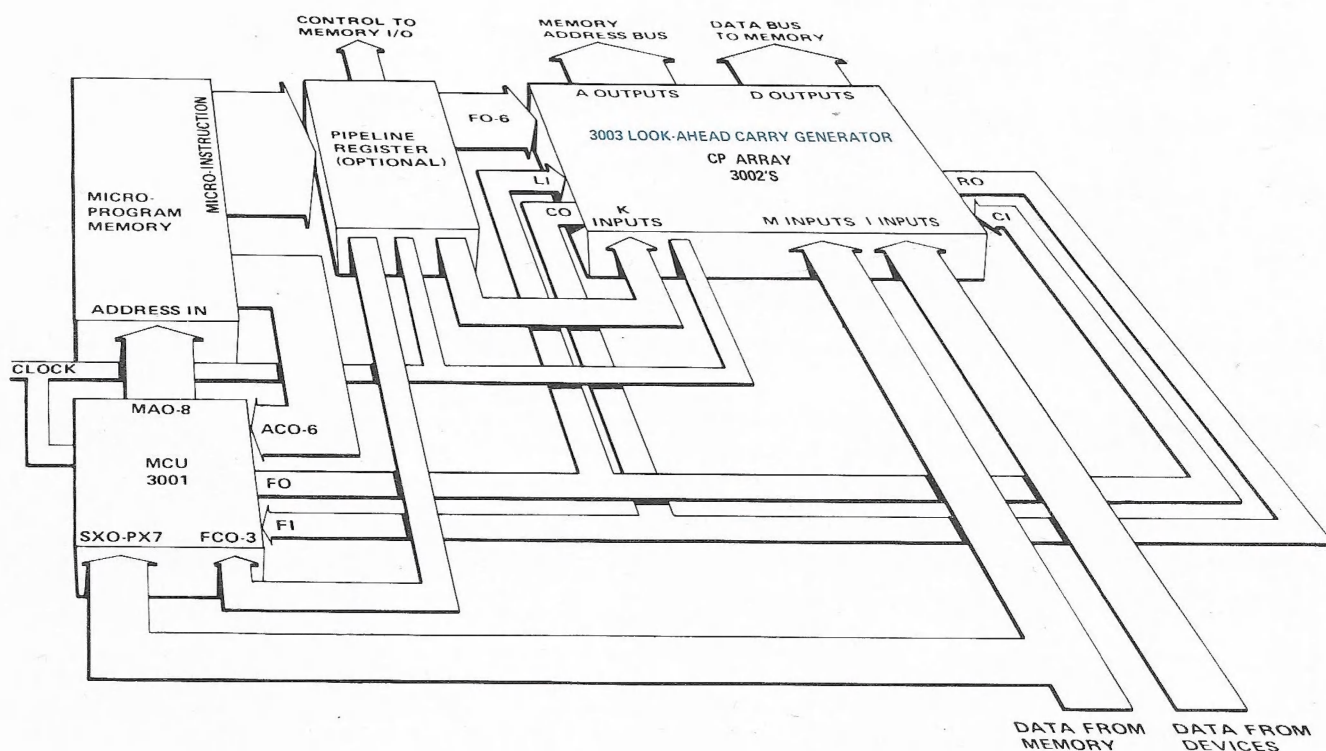 CONTROL TO
MEMORY I/O
MEMORY
ADDRESS BUS
DATA BUS
TO MEMORY
MICRO-INSTRUCTION
MICRO-
PROGRAM
MEMORY
ADDRESS IN
PIPELINE
REGISTER
(OPTIONAL)
FO-6
A OUTPUTS
D OUTPUTS
3003 LOOK-AHEAD CARRY GENERATOR
CP ARRAY
3002'S
LI
CO
K
INPUTS
M INPUTS
I INPUTS
RO
CI
CLOCK
MAO-8
ACO-6
MCU
3001
FO
FI
SXO-PX7
FCO-3
DATA FROM
MEMORY
DATA FROM
DEVICES